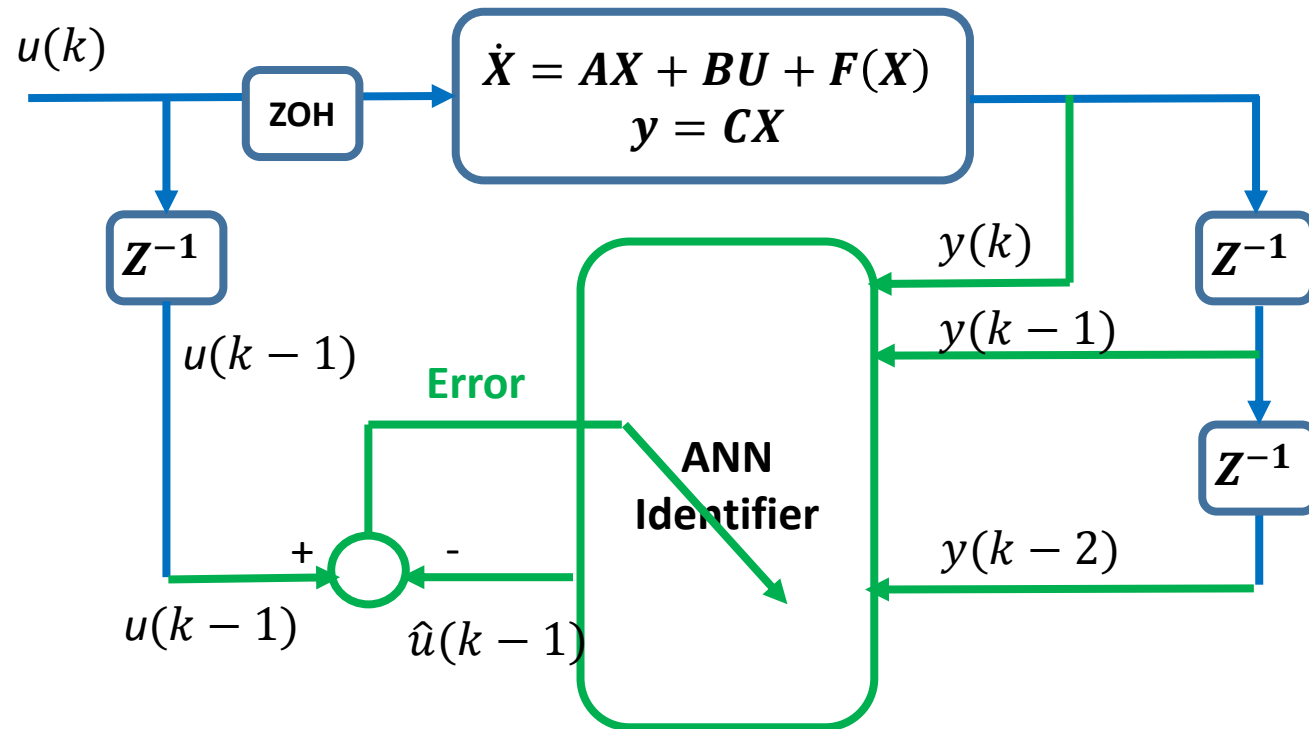 u(k)
ZOH
Ẋ = AX + BU + F(X)
y = CX
Z⁻¹
y(k)
Z⁻¹
y(k − 1)
u(k − 1)
Error
ANN
Identifier
Z⁻¹
+
-
y(k − 2)
u(k − 1)
û(k − 1)